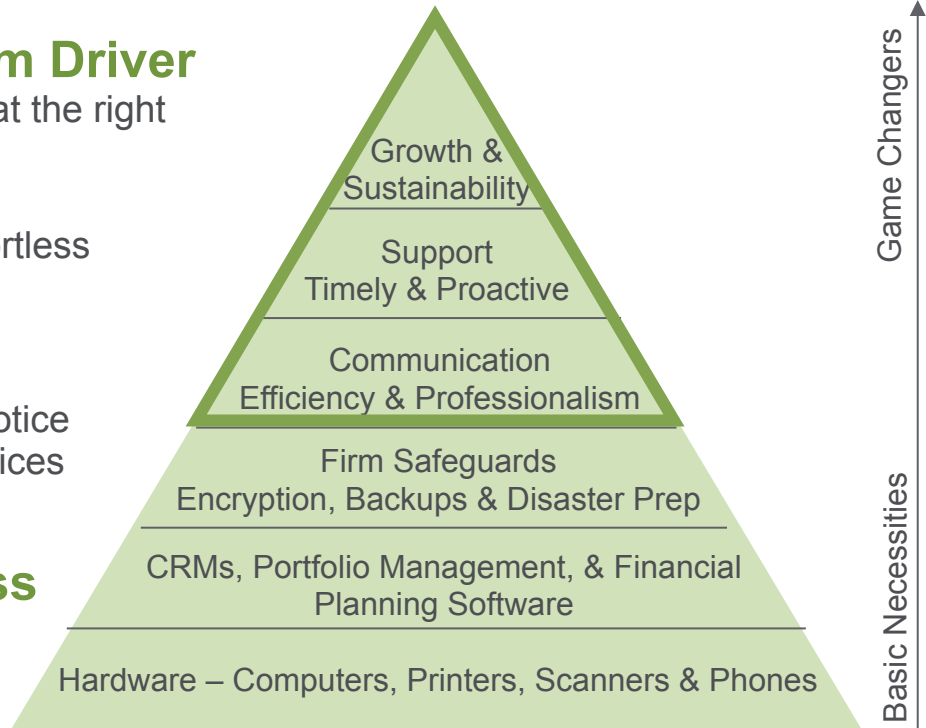 m Driver
at the right
rtless
otice
ices
ss
Growth &
Sustainability
Support
Timely & Proactive
Communication
Efficiency & Professionalism
Firm Safeguards
Encryption, Backups & Disaster Prep
CRMs, Portfolio Management, & Financial
Planning Software
Hardware – Computers, Printers, Scanners & Phones
Game Changers
Basic Necessities